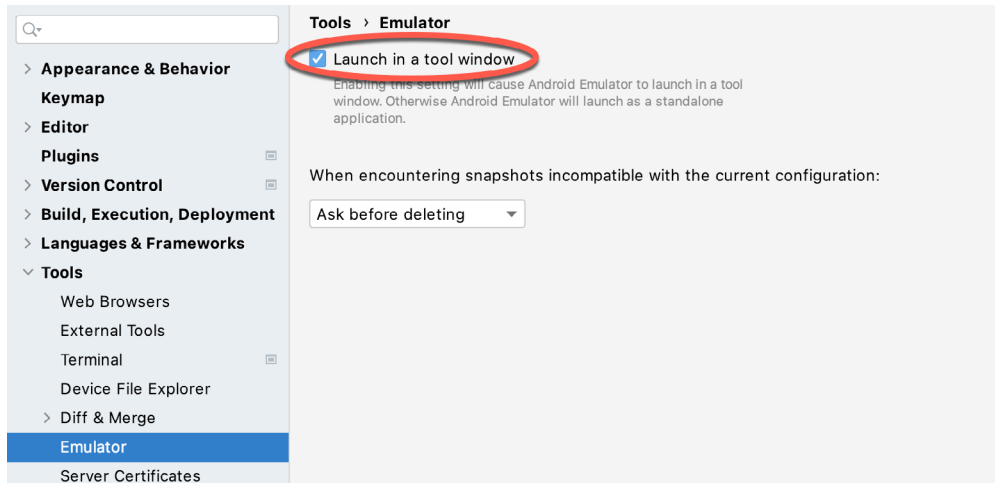 Appearance & Behavior
Keymap
Editor
Plugins
Version Control
Build, Execution, Deployment
Languages & Frameworks
Tools
Web Browsers
External Tools
Terminal
Device File Explorer
Diff & Merge
Emulator
Server Certificates
Tools › Emulator
Launch in a tool window
Enabling this setting will cause Android Emulator to launch in a tool
window. Otherwise Android Emulator will launch as a standalone
application.
When encountering snapshots incompatible with the current configuration:
Ask before deleting